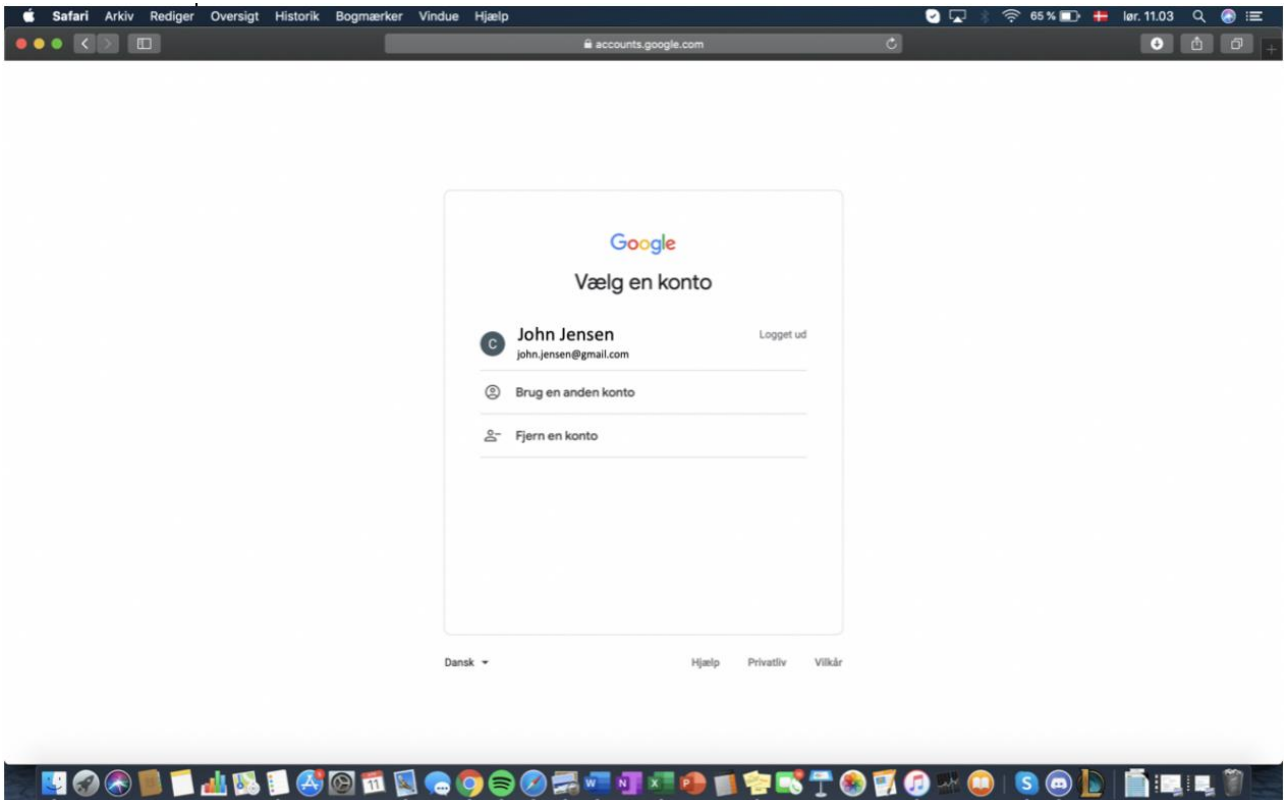 Safari Arkiv Rediger Oversigt Historik Bogmærker Vindue Hjælp 65 % lør. 11.03
accounts.google.com
Google
Vælg en konto
C John Jensen Logget ud
john.jensen@gmail.com
Brug en anden konto
Fjern en konto
Dansk Hjælp Privatliv Vilkår
11